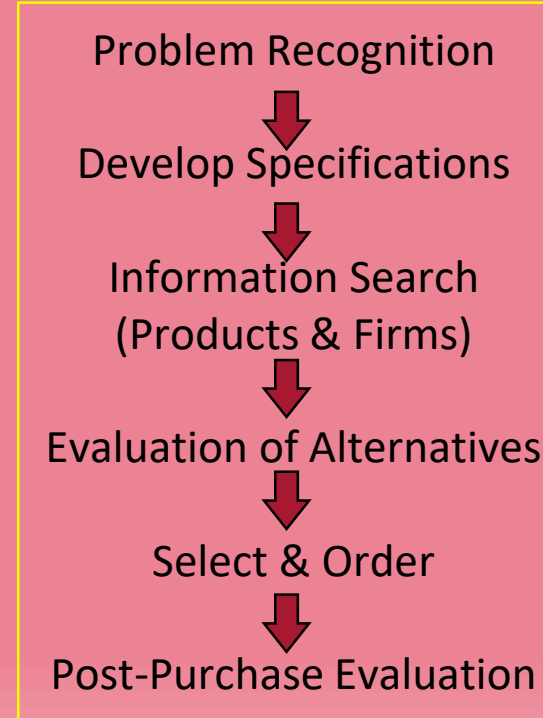 Problem Recognition
Develop Specifications
Information Search
(Products & Firms)
Evaluation of Alternatives
Select & Order
Post-Purchase Evaluation